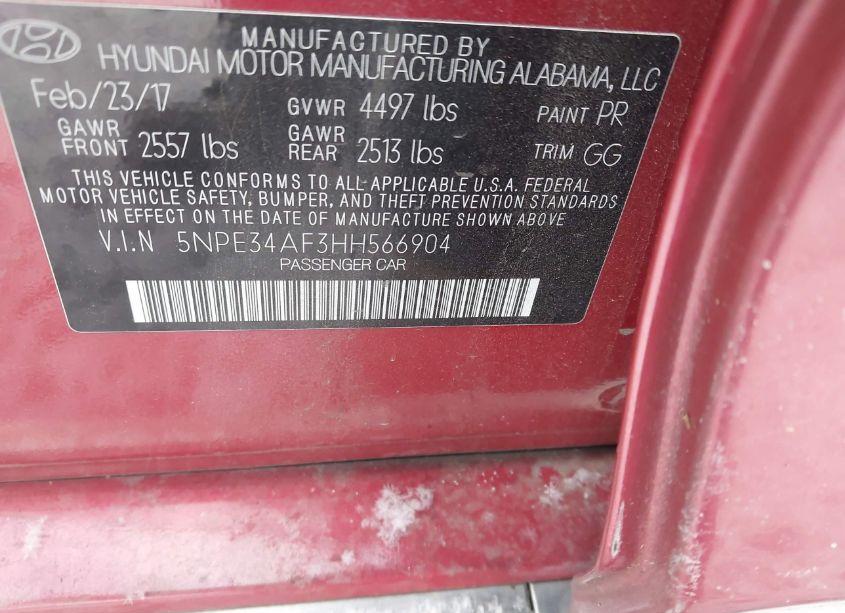 MANUFACTURED BY
HYUNDAI MOTOR MANUFACTURING ALABAMA, LLC
Feb/23/17 GVWR 4497 lbs PAINT PR
GAWR FRONT 2557 lbs GAWR REAR 2513 lbs TRIM GG
THIS VEHICLE CONFORMS TO ALL APPLICABLE U.S.A. FEDERAL
MOTOR VEHICLE SAFETY, BUMPER, AND THEFT PREVENTION STANDARDS
IN EFFECT ON THE DATE OF MANUFACTURE SHOWN ABOVE
V.I.N 5NPE34AF3HH566904
PASSENGER CAR